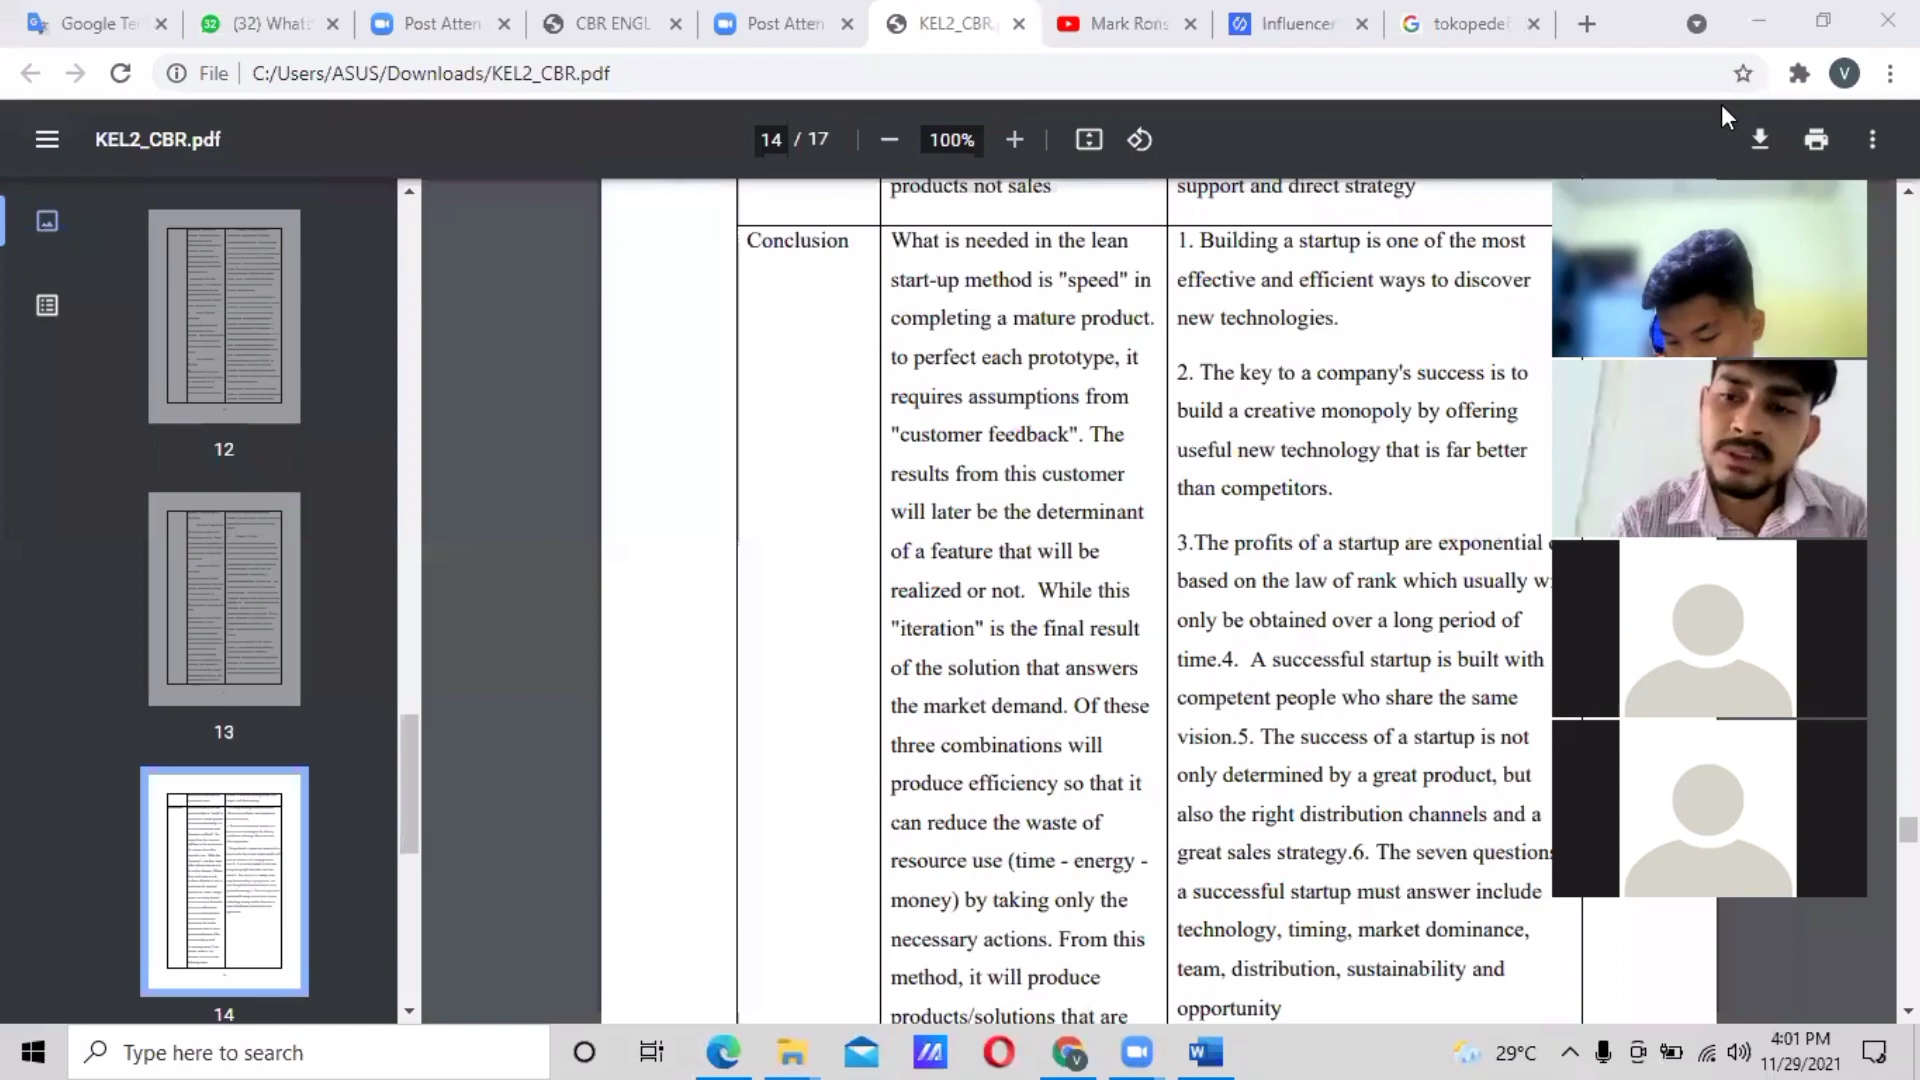 Google Te
(32) Whats
Post Atten
CBR ENGL
Post Atten
KEL2_CBR.
Mark Rons
Influencer
tokopede
File
C:/Users/ASUS/Downloads/KEL2_CBR.pdf
V
KEL2_CBR.pdf
14 / 17
100%
12
13
14
products not sales
support and direct strategy
Conclusion
What is needed in the lean
start-up method is "speed" in
completing a mature product.
to perfect each prototype, it
requires assumptions from
"customer feedback". The
results from this customer
will later be the determinant
of a feature that will be
realized or not.  While this
"iteration" is the final result
of the solution that answers
the market demand. Of these
three combinations will
produce efficiency so that it
can reduce the waste of
resource use (time - energy -
money) by taking only the
necessary actions. From this
method, it will produce
products/solutions that are
1. Building a startup is one of the most
effective and efficient ways to discover
new technologies.
2. The key to a company's success is to
build a creative monopoly by offering
useful new technology that is far better
than competitors.
3.The profits of a startup are exponential
based on the law of rank which usually w
only be obtained over a long period of
time.4.  A successful startup is built with
competent people who share the same
vision.5. The success of a startup is not
only determined by a great product, but
also the right distribution channels and a
great sales strategy.6. The seven questions
a successful startup must answer include
technology, timing, market dominance,
team, distribution, sustainability and
opportunity
Type here to search
29°C
4:01 PM
11/29/2021